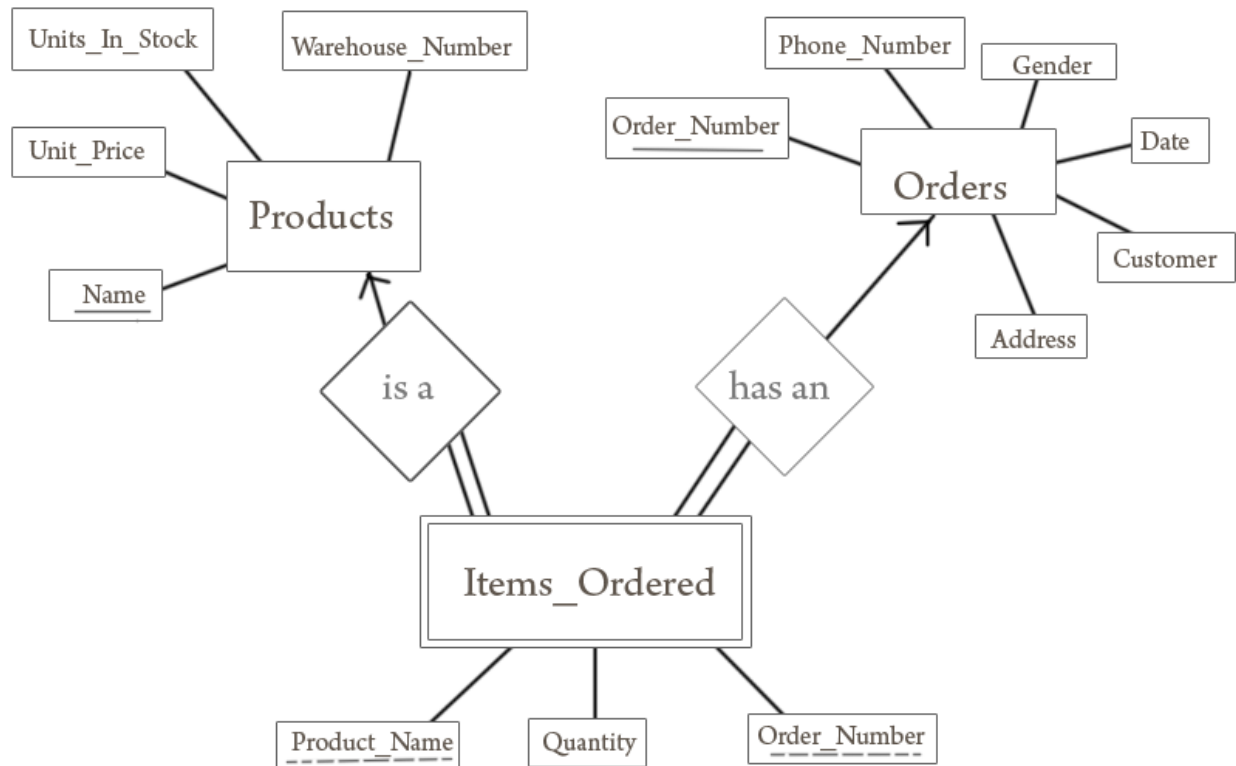 Units_In_Stock
Warehouse_Number
Unit_Price
Products
Name
Phone_Number
Gender
Order_Number
Date
Orders
Customer
Address
is a
has an
Items_Ordered
Product_Name
Quantity
Order_Number